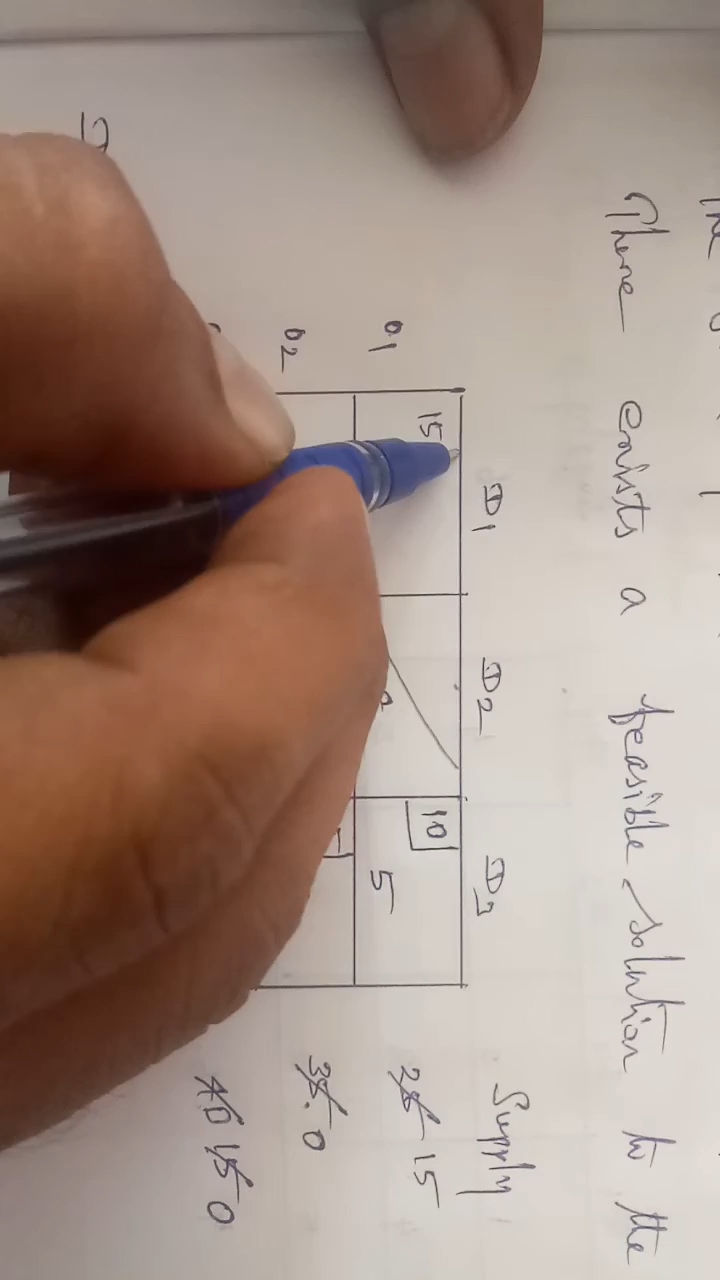 There exists a feasible solution to the
D1 D2 D3 Supply
O1 15 10 5 25 15
O2 35 0
40 15 0